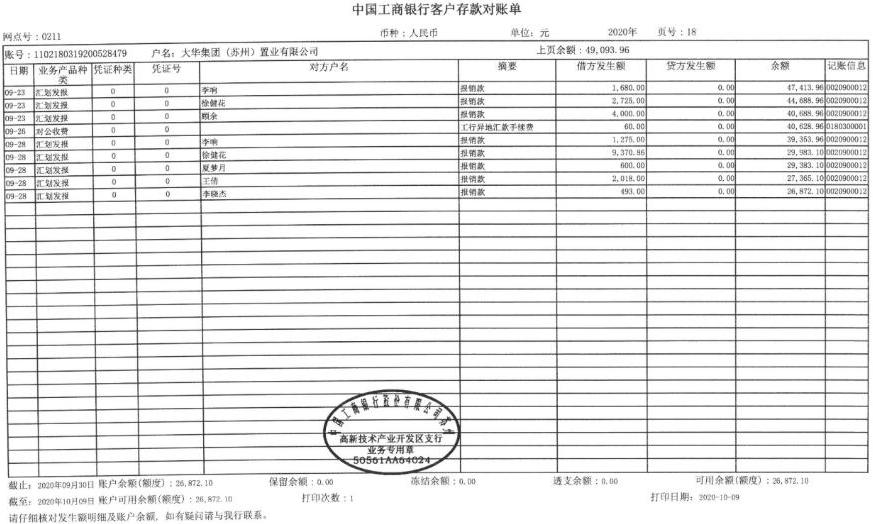 中国工商银行客户存款对账单
网点号：0211 币种：人民币 单位：元 2020年 页号：18
账号：1102180319200528479 户名：大华集团（苏州）置业有限公司 上页余额：49,093.96
日期 业务产品种类 凭证种类 凭证号 对方户名 摘要 借方发生额 贷方发生额 余额 记账信息
09-23 汇划发报 0 0 李响 报销款 1,680.00 0.00 47,413.96 0020900012
09-23 汇划发报 0 0 徐健花 报销款 2,725.00 0.00 44,688.96 0020900012
09-23 汇划发报 0 0 顾余 报销款 4,000.00 0.00 40,688.96 0020900012
09-26 对公收费 0 0 工行异地汇款手续费 60.00 0.00 40,628.96 0180300001
09-28 汇划发报 0 0 李响 报销款 1,275.00 0.00 39,353.96 0020900012
09-28 汇划发报 0 0 徐健花 报销款 9,370.86 0.00 29,983.10 0020900012
09-28 汇划发报 0 0 夏梦月 报销款 600.00 0.00 29,383.10 0020900012
09-28 汇划发报 0 0 王倩 报销款 2,018.00 0.00 27,365.10 0020900012
09-28 汇划发报 0 0 李晓杰 报销款 493.00 0.00 26,872.10 0020900012
中国工商银行股份有限公司苏州
高新技术产业开发区支行
业务专用章
50561AA64024
截止：2020年09月30日 账户余额(额度)：26,872.10 保留余额：0.00 冻结余额：0.00 透支余额：0.00 可用余额(额度)：26,872.10
截至：2020年10月09日 账户可用余额(额度)：26,872.10 打印次数：1 打印日期：2020-10-09
请仔细核对发生额明细及账户余额，如有疑问请与我行联系。